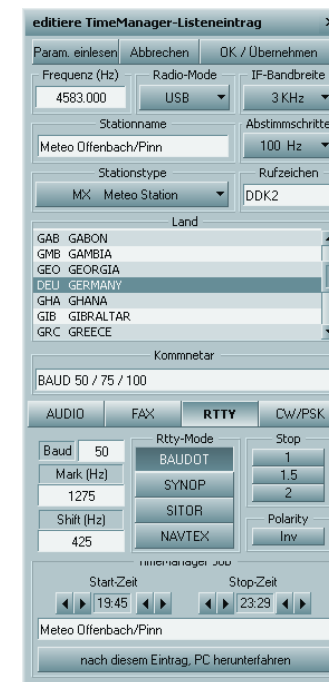 editiere TimeManager-Listeneintrag
Param. einlesen Abbrechen OK / Übernehmen
Frequenz (Hz) Radio-Mode IF-Bandbreite
4583.000 USB 3 KHz
Stationname Abstimmschritte
Meteo Offenbach/Pinn 100 Hz
Stationstype Rufzeichen
MX Meteo Station DDK2
Land
GAB GABON
GMB GAMBIA
GEO GEORGIA
DEU GERMANY
GHA GHANA
GIB GIBRALTAR
GRC GREECE
Kommnetar
BAUD 50 / 75 / 100
AUDIO FAX RTTY CW/PSK
Rtty-Mode Stop
Baud 50 BAUDOT 1
Mark (Hz) SYNOP 1.5
1275 2
Shift (Hz) SITOR Polarity
425 NAVTEX Inv
TimeManager Job
Start-Zeit Stop-Zeit
19:45 23:29
Meteo Offenbach/Pinn
nach diesem Eintrag, PC herunterfahren